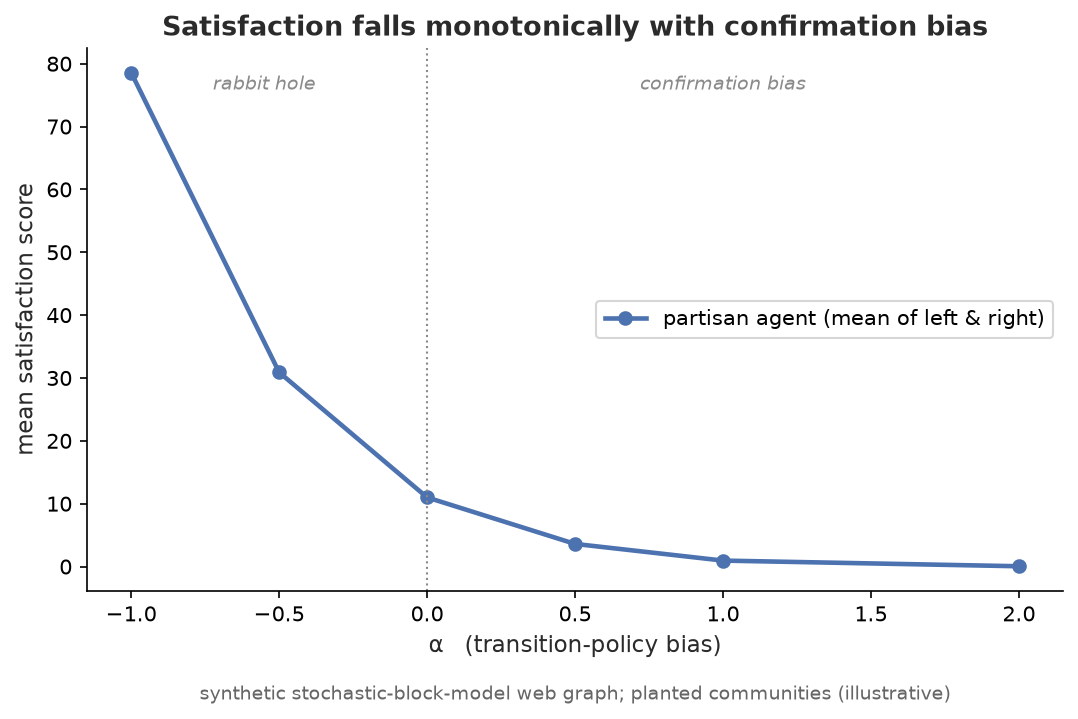 Satisfaction falls monotonically with confirmation bias
rabbit hole
confirmation bias
mean satisfaction score
80
70
60
50
40
30
20
10
0
partisan agent (mean of left & right)
−1.0 −0.5 0.0 0.5 1.0 1.5 2.0
α (transition-policy bias)
synthetic stochastic-block-model web graph; planted communities (illustrative)